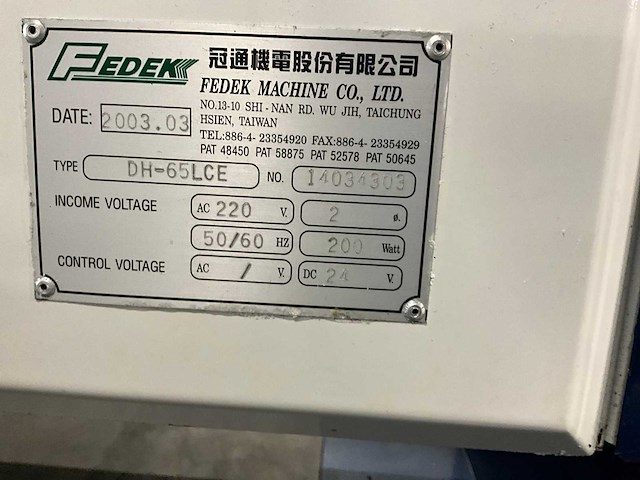 FEDEK 冠通機電股份有限公司
FEDEK MACHINE CO., LTD.
DATE: 2003.03 NO.13-10 SHI-NAN RD. WU JIH, TAICHUNG
HSIEN, TAIWAN
TEL:886-4-23354920 FAX:886-4-23354929
PAT 48450 PAT 58875 PAT 52578 PAT 50645
TYPE DH-65LCE NO. 14034303
INCOME VOLTAGE AC 220 V. 2 ø.
50/60 HZ 200 Watt
CONTROL VOLTAGE AC / V. DC 24 V.